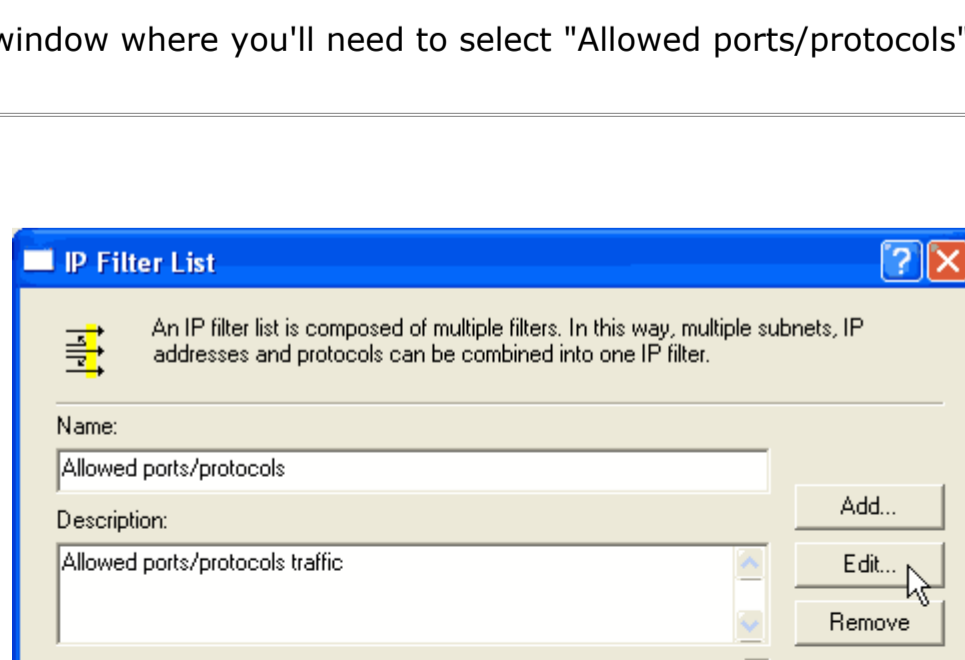 window where you'll need to select "Allowed ports/protocols"
IP Filter List
?
An IP filter list is composed of multiple filters. In this way, multiple subnets, IP
addresses and protocols can be combined into one IP filter.
Name:
Allowed ports/protocols
Add...
Description:
Allowed ports/protocols traffic
Edit...
Remove